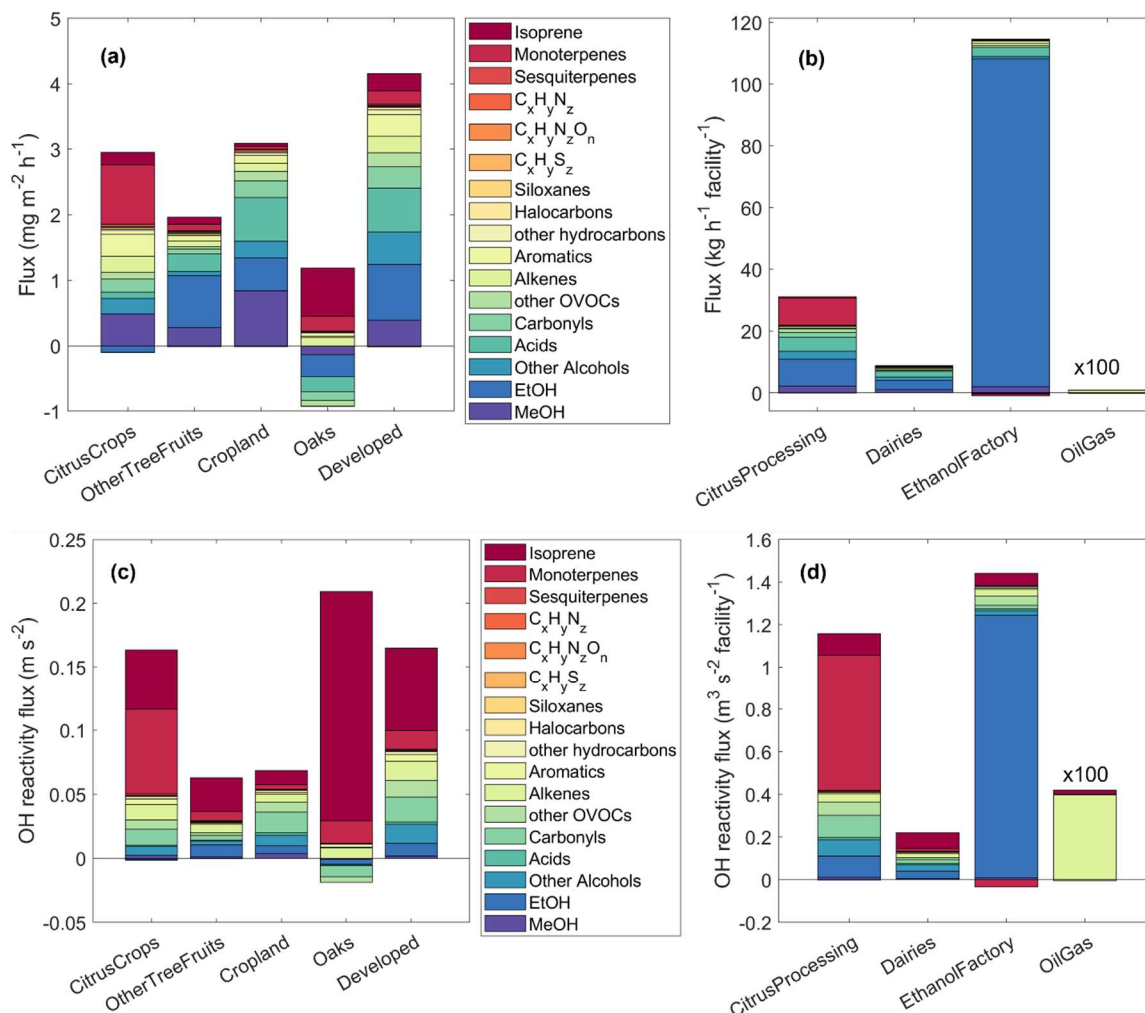 (a)
Flux (mg m⁻² h⁻¹)
5
4
3
2
1
0
-1
CitrusCrops
OtherTreeFruits
Cropland
Oaks
Developed
Isoprene
Monoterpenes
Sesquiterpenes
CₓHᵧN_z
CₓHᵧN_zOₙ
CₓHᵧS_z
Siloxanes
Halocarbons
other hydrocarbons
Aromatics
Alkenes
other OVOCs
Carbonyls
Acids
Other Alcohols
EtOH
MeOH
(b)
Flux (kg h⁻¹ facility⁻¹)
120
100
80
60
40
20
0
x100
CitrusProcessing
Dairies
EthanolFactory
OilGas
(c)
OH reactivity flux (m s⁻²)
0.25
0.2
0.15
0.1
0.05
0
-0.05
CitrusCrops
OtherTreeFruits
Cropland
Oaks
Developed
Isoprene
Monoterpenes
Sesquiterpenes
CₓHᵧN_z
CₓHᵧN_zOₙ
CₓHᵧS_z
Siloxanes
Halocarbons
other hydrocarbons
Aromatics
Alkenes
other OVOCs
Carbonyls
Acids
Other Alcohols
EtOH
MeOH
(d)
OH reactivity flux (m³ s⁻² facility⁻¹)
1.6
1.4
1.2
1
0.8
0.6
0.4
0.2
0
-0.2
x100
CitrusProcessing
Dairies
EthanolFactory
OilGas